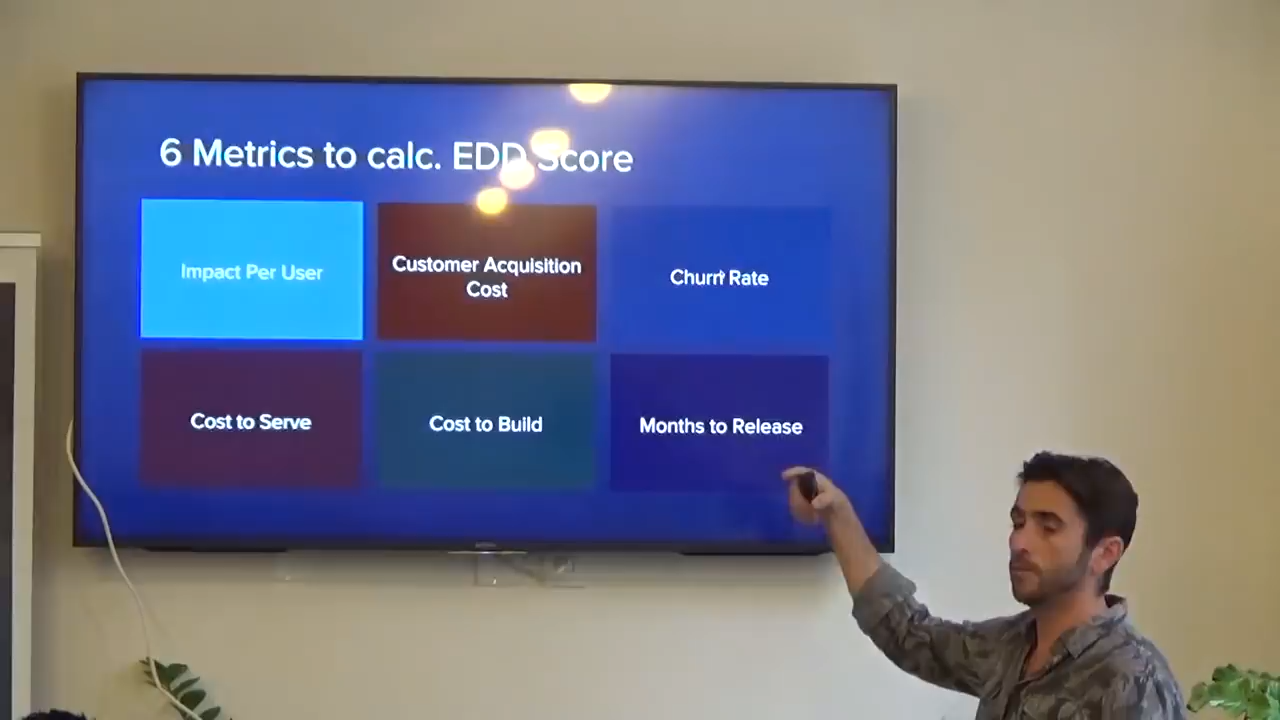 6 Metrics to calc. EDD Score
Impact Per User
Customer Acquisition
Cost
Churn Rate
Cost to Serve
Cost to Build
Months to Release